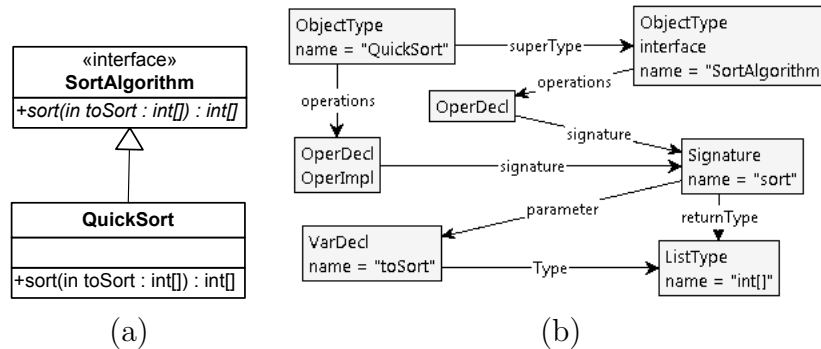 «interface»
SortAlgorithm
+sort(in toSort : int[]) : int[]
QuickSort
+sort(in toSort : int[]) : int[]
(a)
ObjectType
name = "QuickSort"
superType
ObjectType
interface
name = "SortAlgorithm
operations
operations
OperDecl
signature
OperDecl
OperImpl
signature
Signature
name = "sort"
parameter
returnType
VarDecl
name = "toSort"
Type
ListType
name = "int[]"
(b)